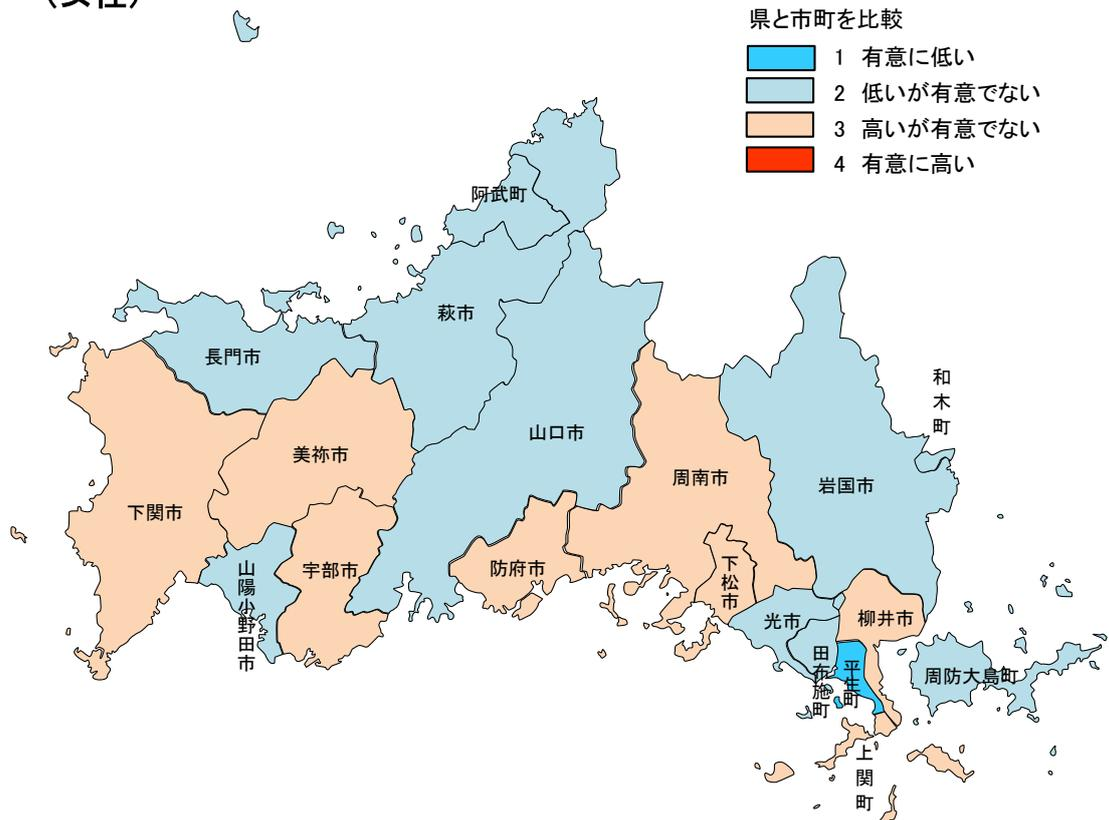 （女性）
県と市町を比較
1 有意に低い
2 低いが有意でない
3 高いが有意でない
4 有意に高い
阿武町
萩市
長門市
和木町
山口市
美祢市
周南市
岩国市
下関市
山陽小野田市
宇部市
防府市
下松市
光市
柳井市
田布施町
平生町
周防大島町
上関町